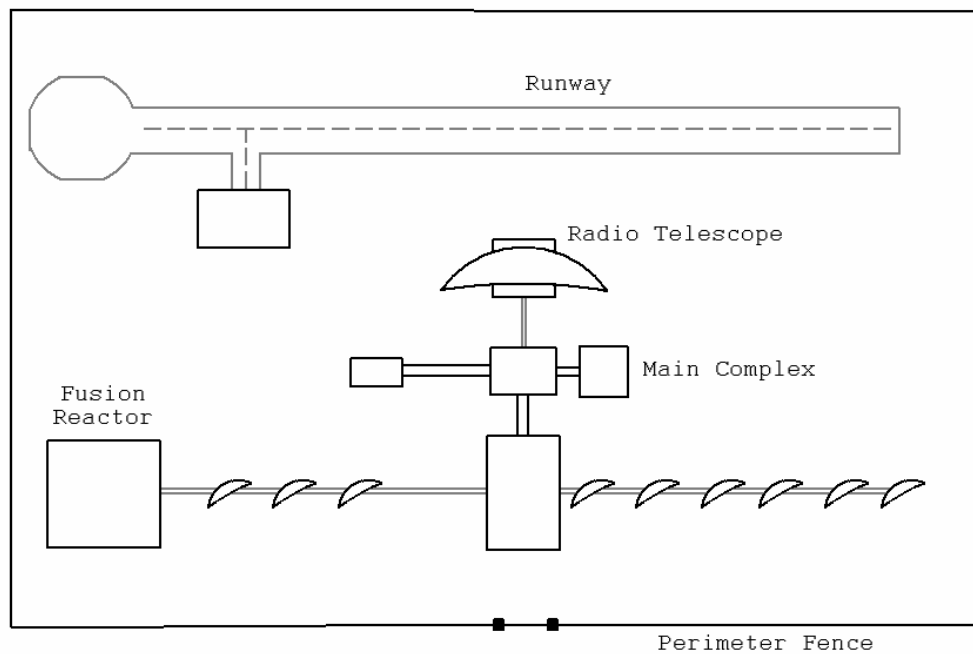 Runway
Radio Telescope
Main Complex
Fusion
Reactor
Perimeter Fence